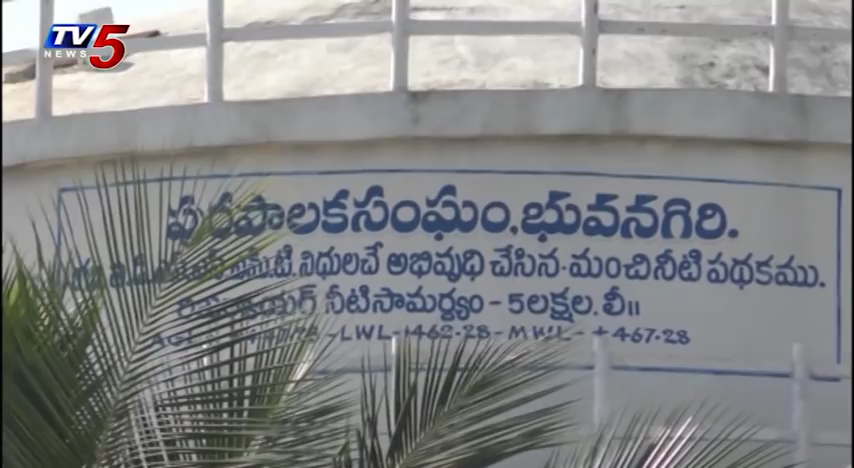 TV5
NEWS
పురపాలకసంఘం,భువనగిరి.
నిధులచే అభివృధి చేసిన-మంచినీటి పథకము.
నీటిసామర్థ్యం - 5లక్షల.లీ॥
-LWL-+462.28-MWL-+467.28